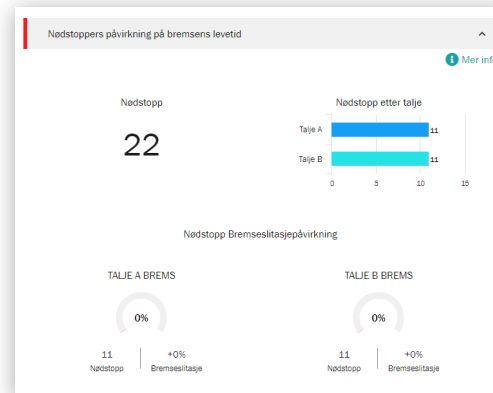 Nødstoppers påvirkning på bremsens levetid
Mer inf
Nødstopp
22
Nødstopp etter talje
Talje A
11
Talje B
11
0 5 10 15
Nødstopp Bremseslitasjepåvirkning
TALJE A BREMS
0%
11 +0%
Nødstopp Bremseslitasje
TALJE B BREMS
0%
11 +0%
Nødstopp Bremseslitasje